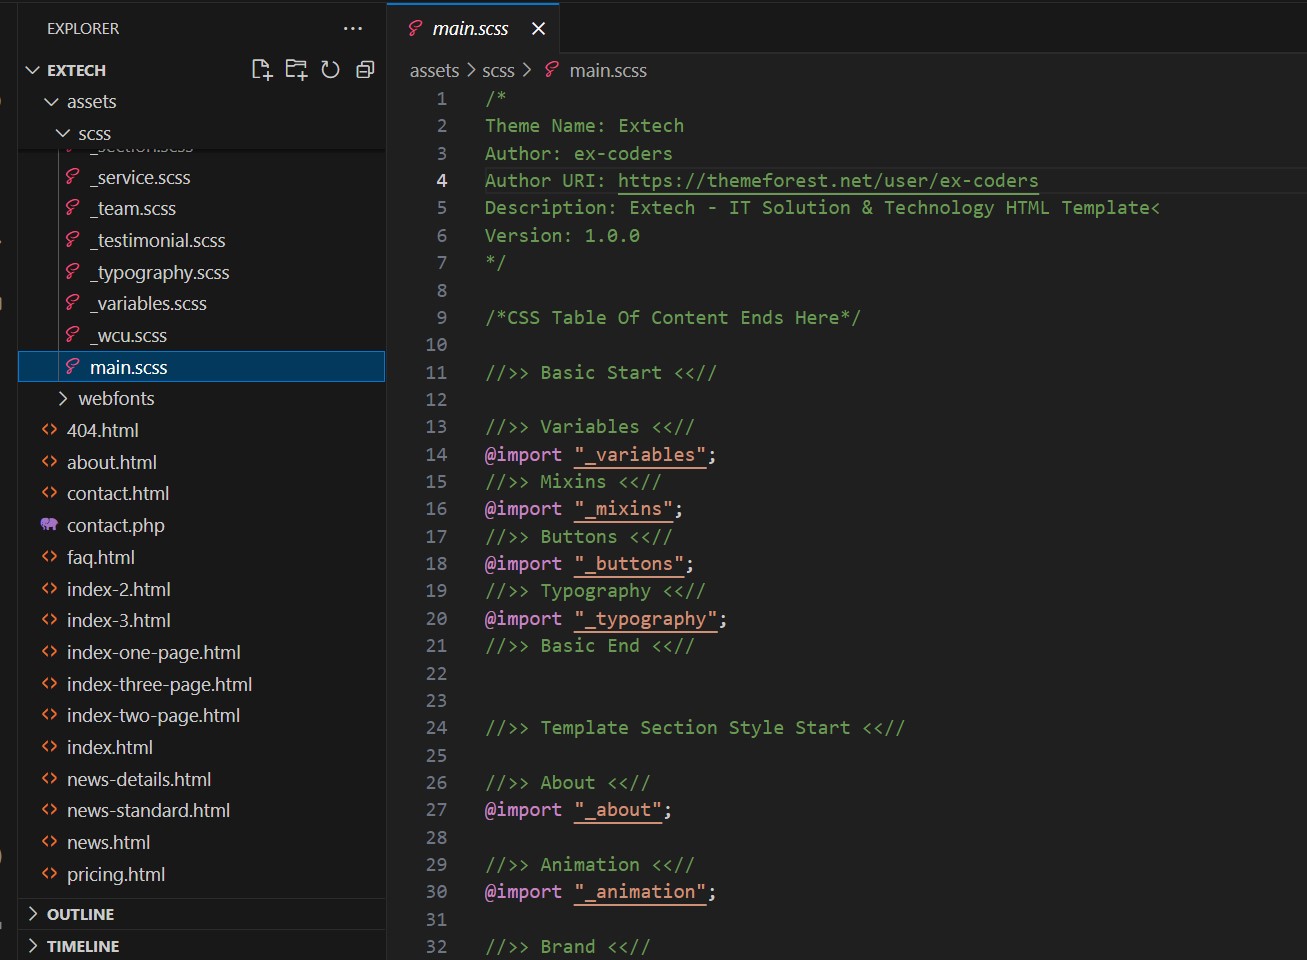 EXPLORER
EXTECH
assets
scss
_section.scss
_service.scss
_team.scss
_testimonial.scss
_typography.scss
_variables.scss
_wcu.scss
main.scss
webfonts
404.html
about.html
contact.html
contact.php
faq.html
index-2.html
index-3.html
index-one-page.html
index-three-page.html
index-two-page.html
index.html
news-details.html
news-standard.html
news.html
pricing.html
OUTLINE
TIMELINE
main.scss
assets > scss > main.scss
1 /*
2 Theme Name: Extech
3 Author: ex-coders
4 Author URI: https://themeforest.net/user/ex-coders
5 Description: Extech - IT Solution & Technology HTML Template<
6 Version: 1.0.0
7 */
8
9 /*CSS Table Of Content Ends Here*/
10
11 //>> Basic Start <<//
12
13 //>> Variables <<//
14 @import "_variables";
15 //>> Mixins <<//
16 @import "_mixins";
17 //>> Buttons <<//
18 @import "_buttons";
19 //>> Typography <<//
20 @import "_typography";
21 //>> Basic End <<//
22
23
24 //>> Template Section Style Start <<//
25
26 //>> About <<//
27 @import "_about";
28
29 //>> Animation <<//
30 @import "_animation";
31
32 //>> Brand <<//